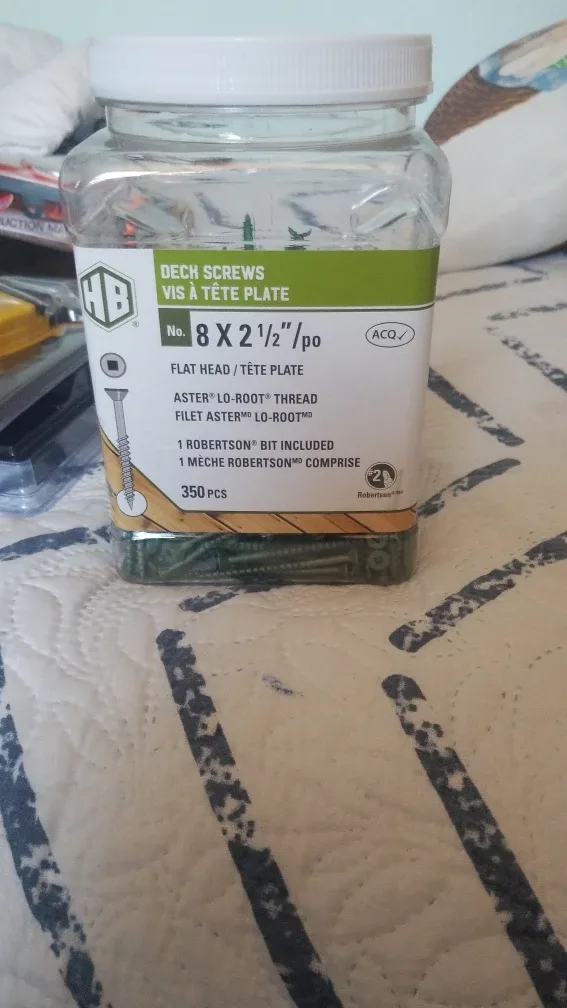 HB®
DECK SCREWS
VIS À TÊTE PLATE
No. 8 X 2 1/2"/po
ACQ✓
FLAT HEAD / TÊTE PLATE
ASTER® LO-ROOT® THREAD
FILET ASTERᴹᴰ LO-ROOTᴹᴰ
1 ROBERTSON® BIT INCLUDED
1 MÈCHE ROBERTSONᴹᴰ COMPRISE
#2
Robertson
350 PCS